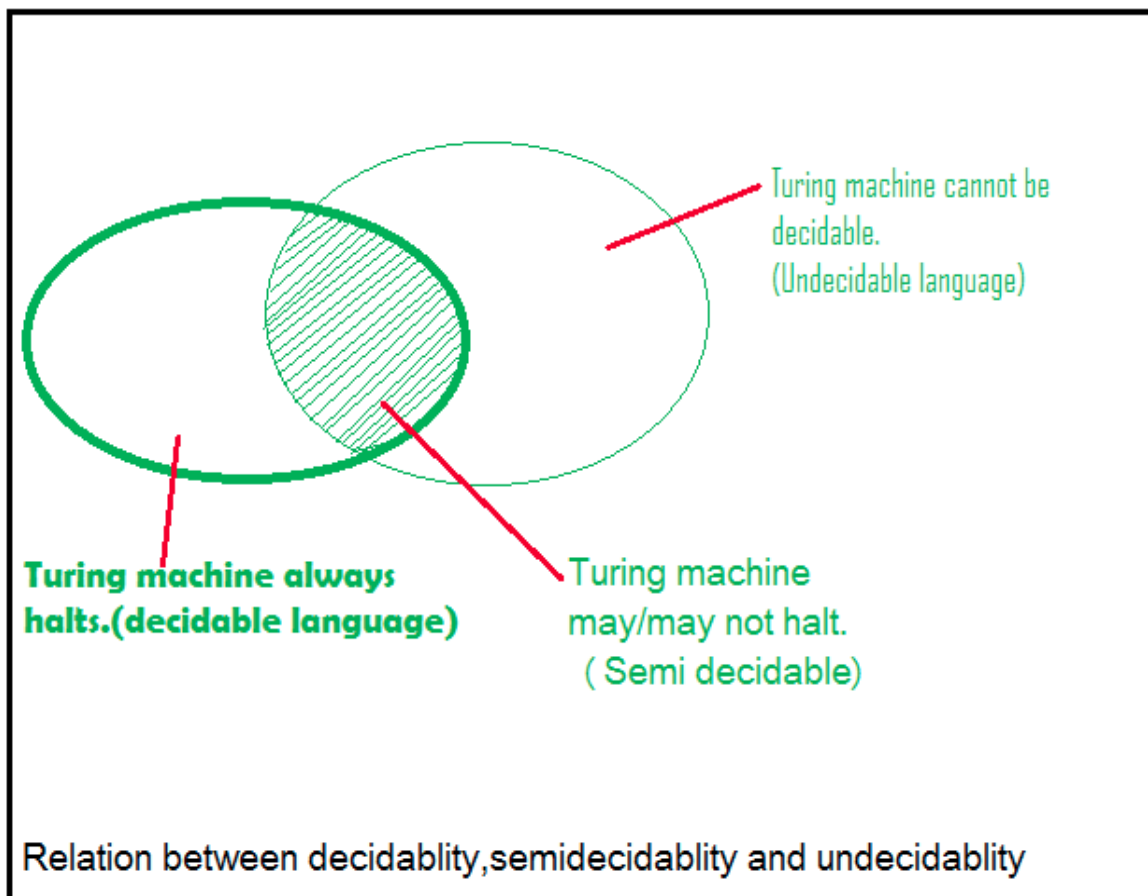 Turing machine cannot be
decidable.
(Undecidable language)
Turing machine always
halts.(decidable language)
Turing machine
may/may not halt.
( Semi decidable)
Relation between decidablity,semidecidablity and undecidablity